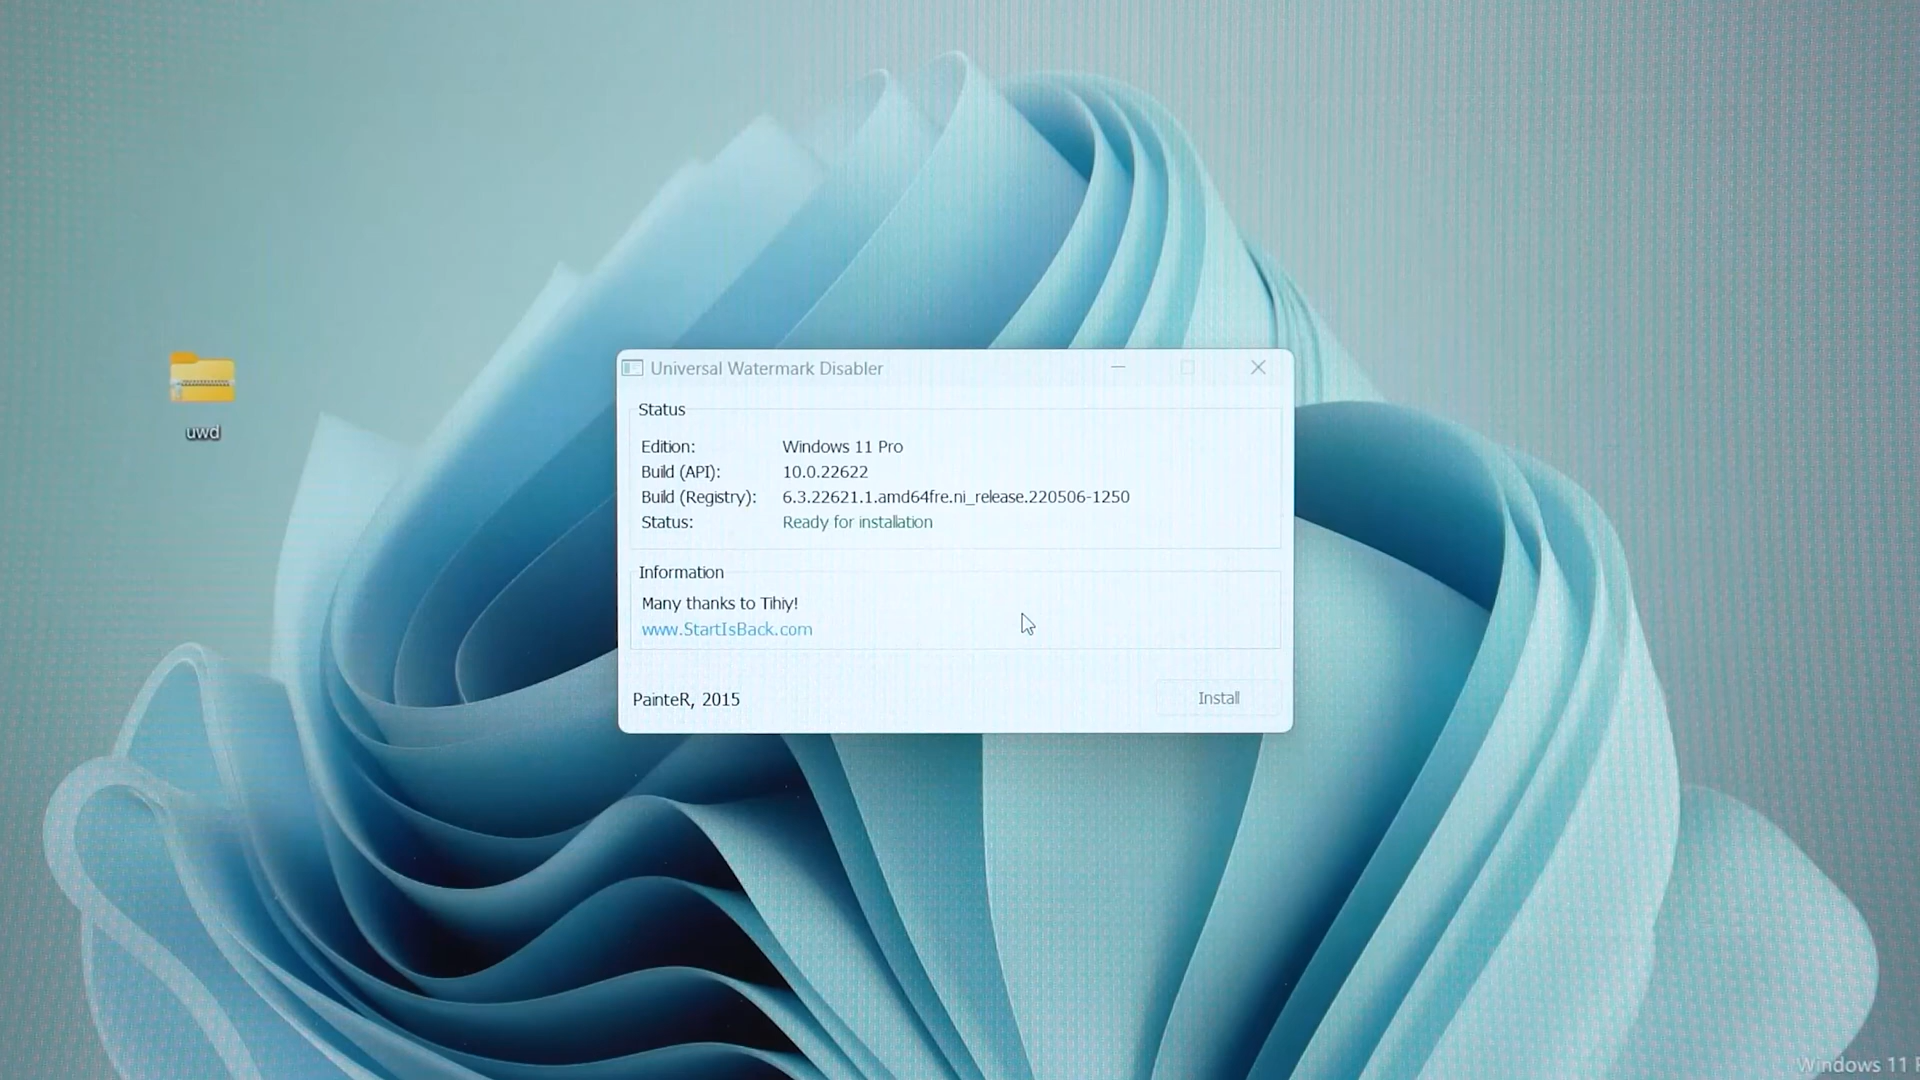 Universal Watermark Disabler
Status
Edition: Windows 11 Pro
Build (API): 10.0.22622
Build (Registry): 6.3.22621.1.amd64fre.ni_release.220506-1250
Status: Ready for installation
Information
Many thanks to Tihiy!
www.StartIsBack.com
PainteR, 2015
Install
uwd
Windows 11